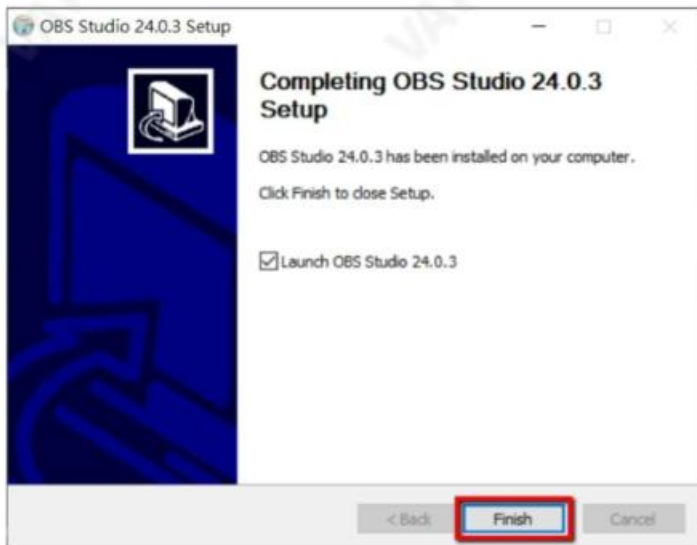 OBS Studio 24.0.3 Setup
Completing OBS Studio 24.0.3
Setup
OBS Studio 24.0.3 has been installed on your computer.
Click Finish to close Setup.
Launch OBS Studio 24.0.3
< Back
Finish
Cancel